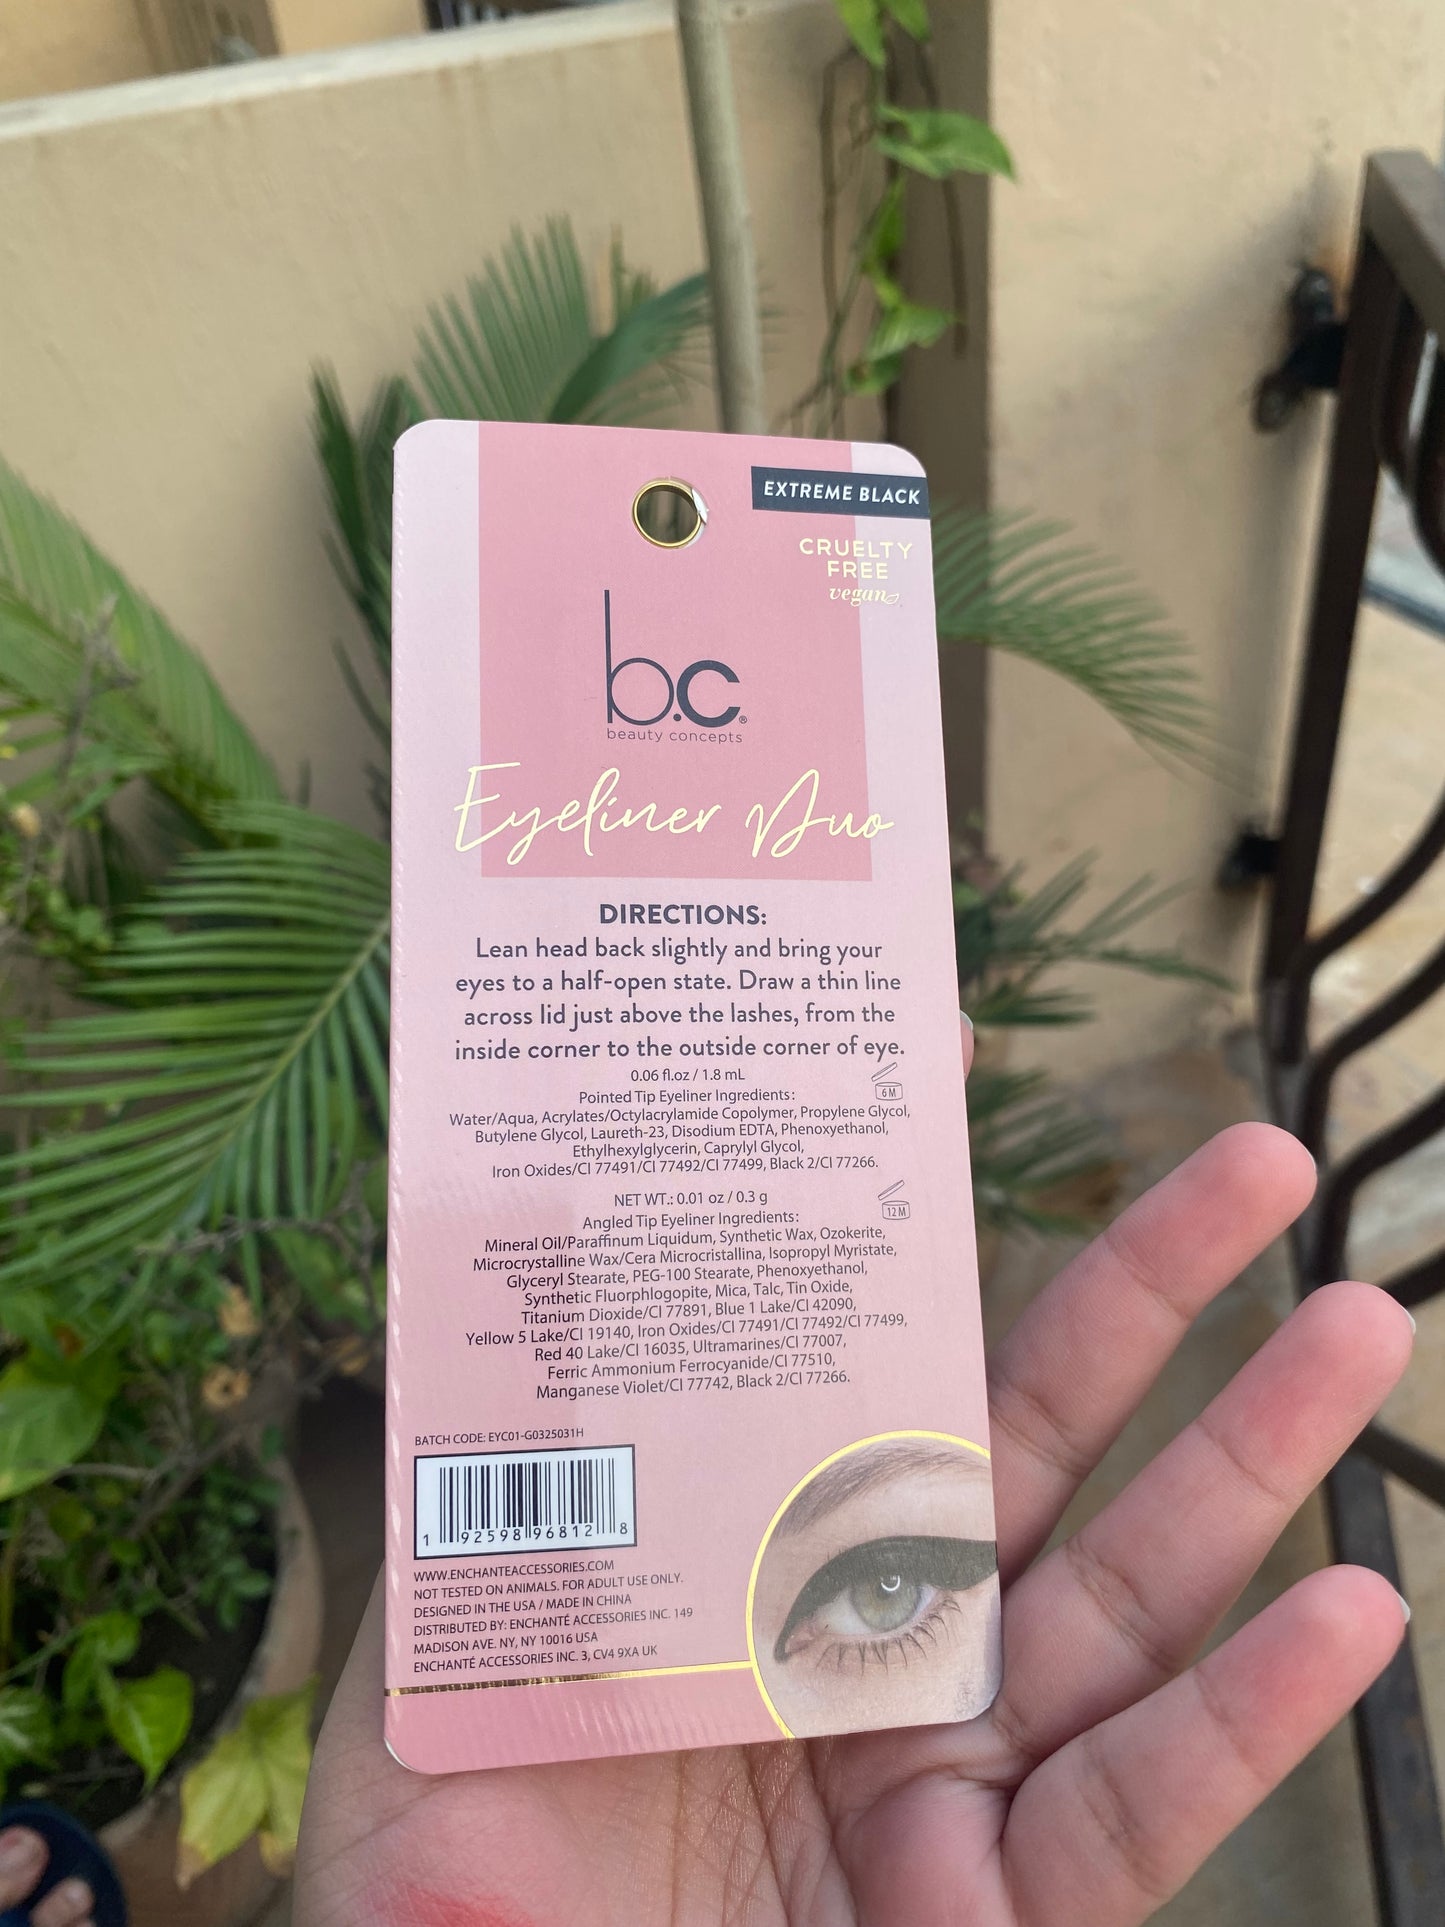 EXTREME BLACK
CRUELTY
FREE
vegan
b.c®
beauty concepts
Eyeliner Duo
DIRECTIONS:
Lean head back slightly and bring your
eyes to a half-open state. Draw a thin line
across lid just above the lashes, from the
inside corner to the outside corner of eye.
0.06 fl.oz / 1.8 mL
6 M
Pointed Tip Eyeliner Ingredients:
Water/Aqua, Acrylates/Octylacrylamide Copolymer, Propylene Glycol,
Butylene Glycol, Laureth-23, Disodium EDTA, Phenoxyethanol,
Ethylhexylglycerin, Caprylyl Glycol,
Iron Oxides/CI 77491/CI 77492/CI 77499, Black 2/CI 77266.
NET WT.: 0.01 oz / 0.3 g
12 M
Angled Tip Eyeliner Ingredients:
Mineral Oil/Paraffinum Liquidum, Synthetic Wax, Ozokerite,
Microcrystalline Wax/Cera Microcristallina, Isopropyl Myristate,
Glyceryl Stearate, PEG-100 Stearate, Phenoxyethanol,
Synthetic Fluorphlogopite, Mica, Talc, Tin Oxide,
Titanium Dioxide/CI 77891, Blue 1 Lake/CI 42090,
Yellow 5 Lake/CI 19140, Iron Oxides/CI 77491/CI 77492/CI 77499,
Red 40 Lake/CI 16035, Ultramarines/CI 77007,
Ferric Ammonium Ferrocyanide/CI 77510,
Manganese Violet/CI 77742, Black 2/CI 77266.
BATCH CODE: EYC01-G0325031H
1 92598 96812 8
WWW.ENCHANTEACCESSORIES.COM
NOT TESTED ON ANIMALS. FOR ADULT USE ONLY.
DESIGNED IN THE USA / MADE IN CHINA
DISTRIBUTED BY: ENCHANTÉ ACCESSORIES INC. 149
MADISON AVE. NY, NY 10016 USA
ENCHANTÉ ACCESSORIES INC. 3, CV4 9XA UK